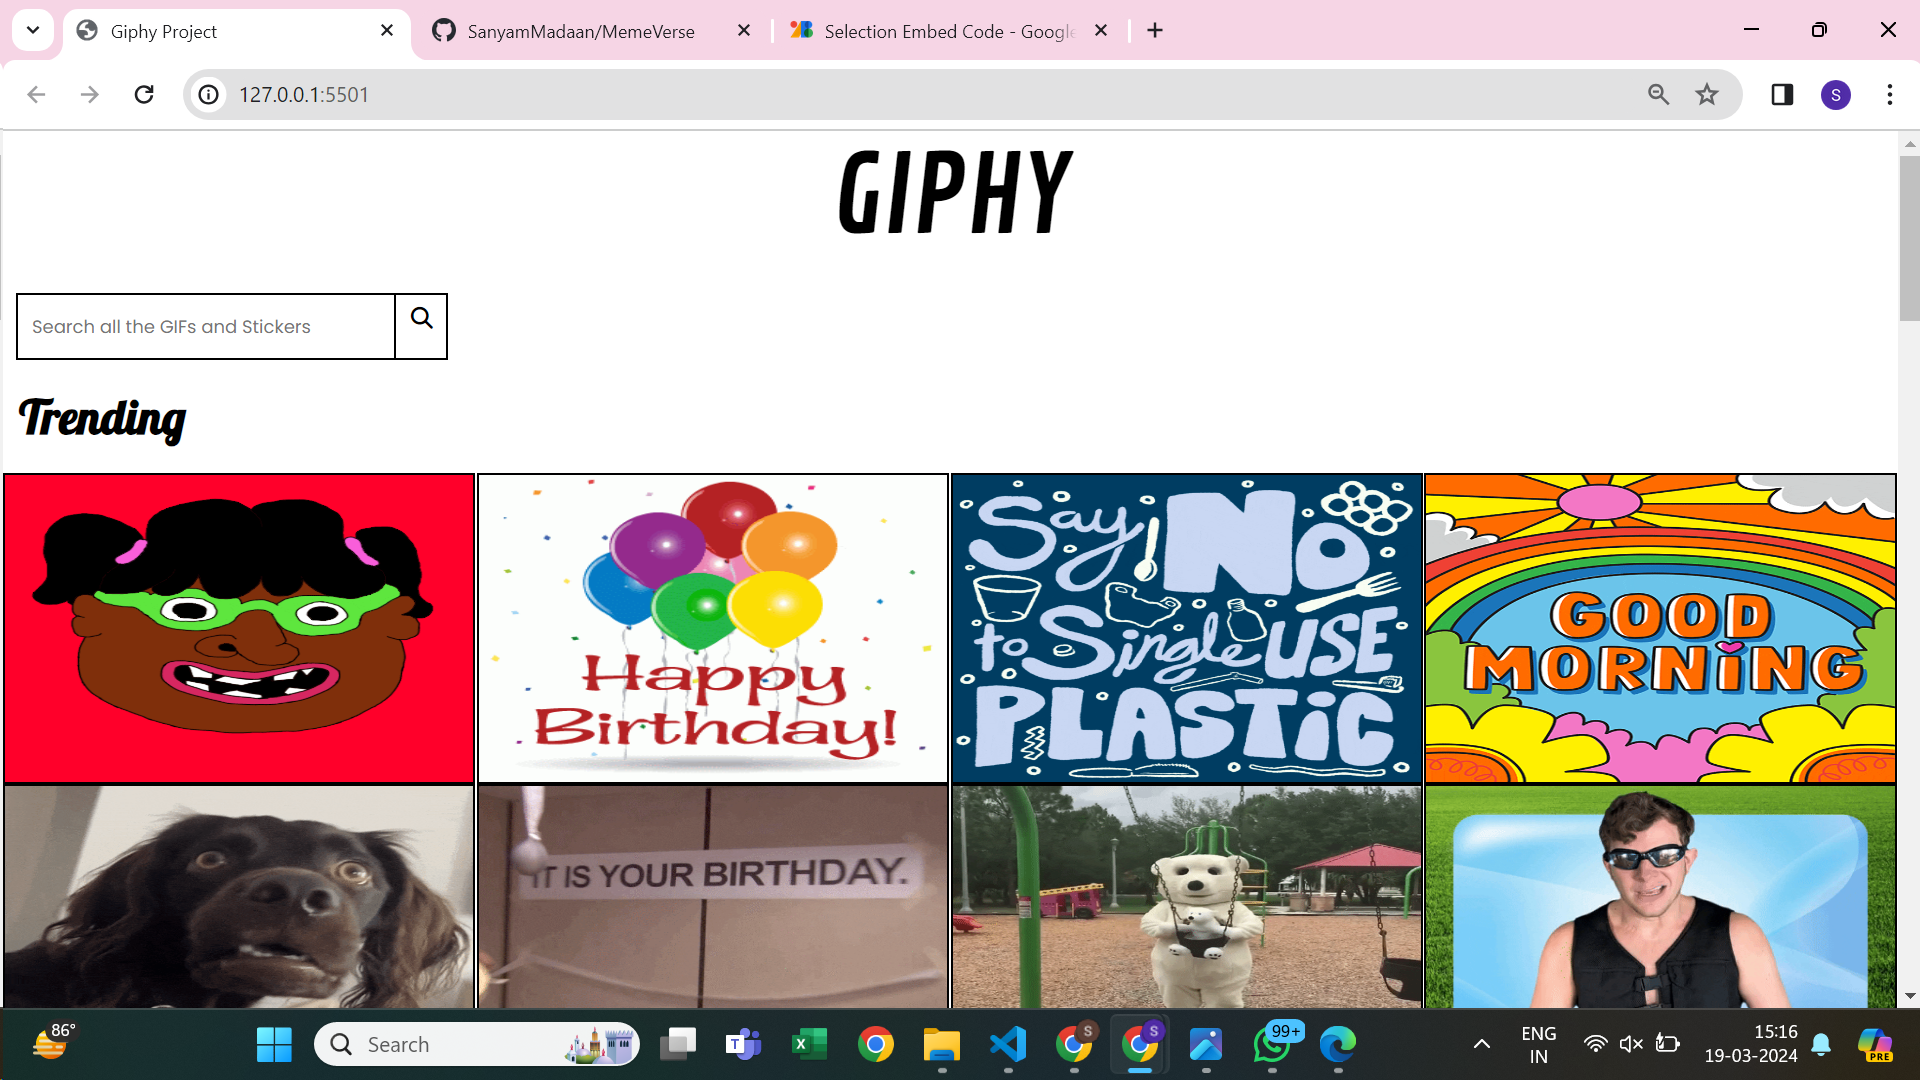 Giphy Project
SanyamMadaan/MemeVerse
Selection Embed Code - Google
127.0.0.1:5501
S
GIPHY
Search all the GIFs and Stickers
Trending
Happy
Birthday!
Say No
to Single USE
PLASTiC
GOOD
MORNiNG
IT IS YOUR BIRTHDAY.
86°
Search
T
X
S
S
99+
ENG
IN
15:16
19-03-2024
PRE